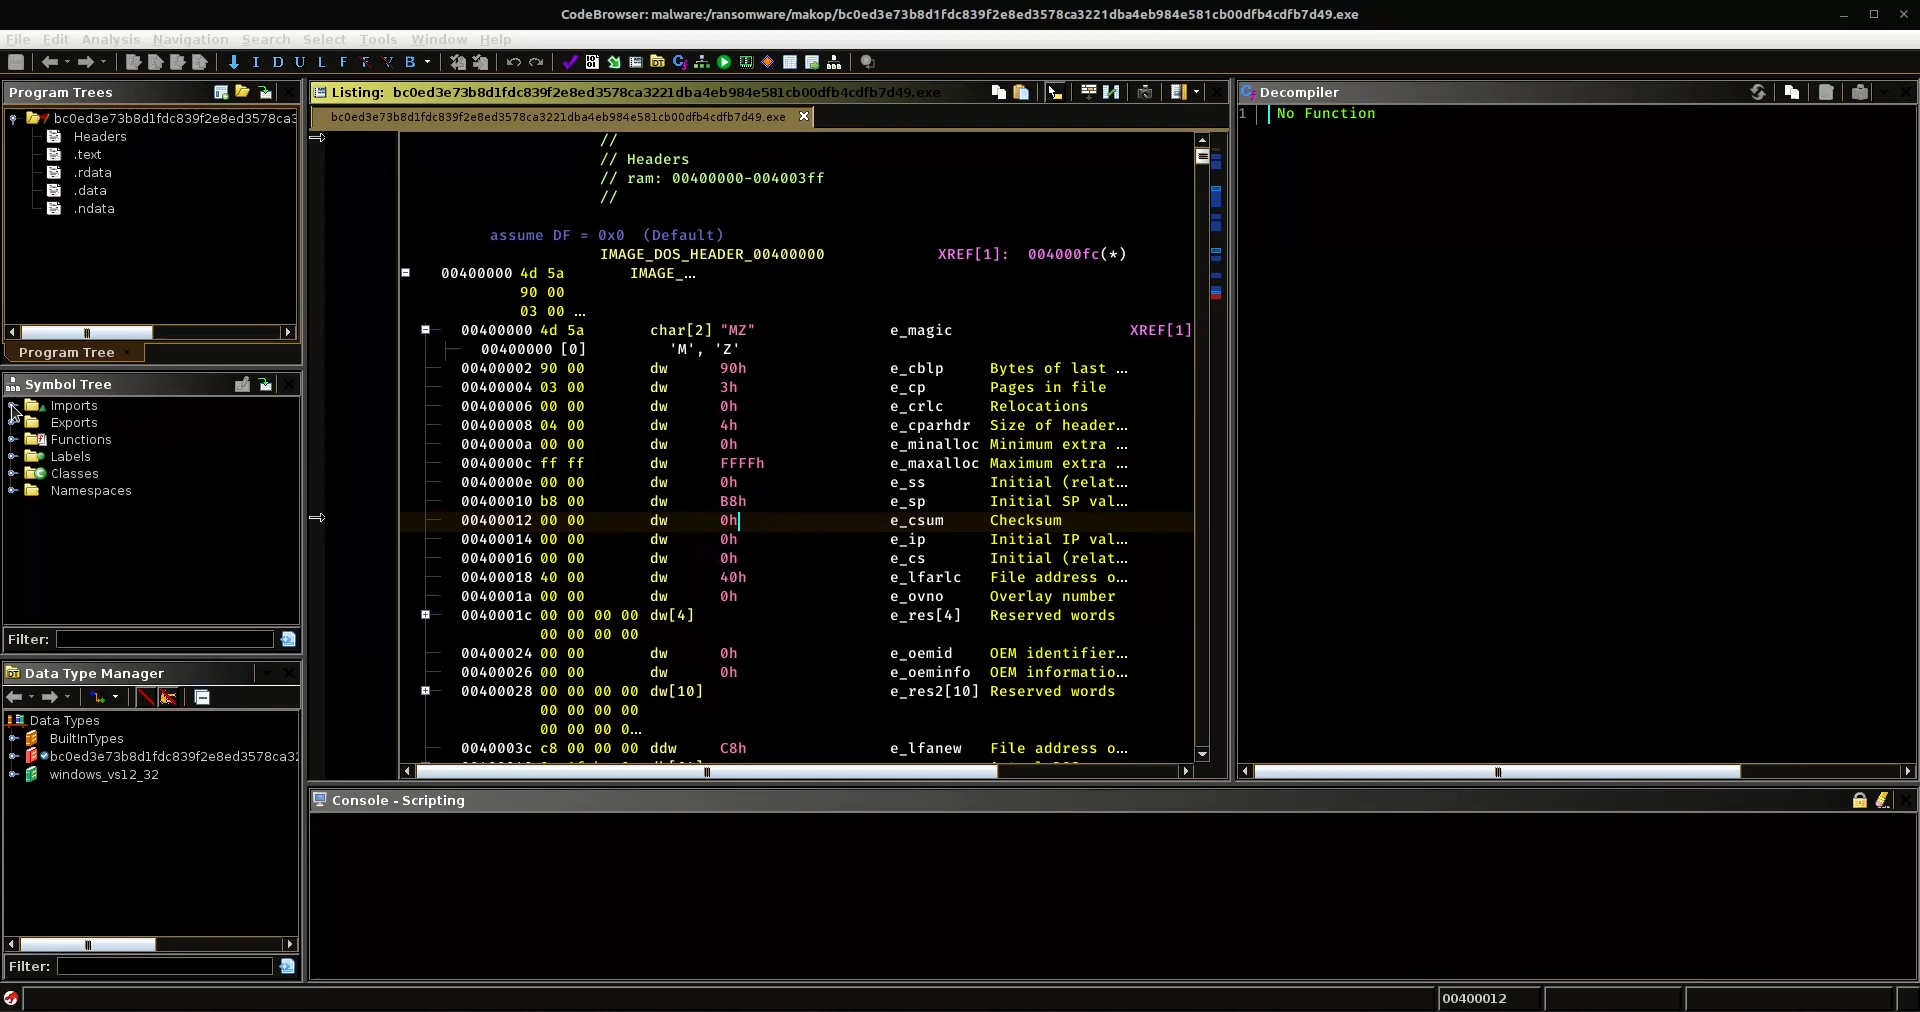 CodeBrowser: malware:/ransomware/makop/bc0ed3e73b8d1fdc839f2e8ed3578ca3221dba4eb984e581cb00dfb4cdfb7d49.exe
File Edit Analysis Navigation Search Select Tools Window Help
I D U L F B
Program Trees
bc0ed3e73b8d1fdc839f2e8ed3578ca3
Headers
.text
.rdata
.data
.ndata
Program Tree
Symbol Tree
Imports
Exports
Functions
Labels
Classes
Namespaces
Filter:
Data Type Manager
Data Types
BuiltInTypes
bc0ed3e73b8d1fdc839f2e8ed3578ca32
windows_vs12_32
Filter:
Listing: bc0ed3e73b8d1fdc839f2e8ed3578ca3221dba4eb984e581cb00dfb4cdfb7d49.exe
bc0ed3e73b8d1fdc839f2e8ed3578ca3221dba4eb984e581cb00dfb4cdfb7d49.exe
//
// Headers
// ram: 00400000-004003ff
//
assume DF = 0x0 (Default)
IMAGE_DOS_HEADER_00400000 XREF[1]: 004000fc(*)
00400000 4d 5a IMAGE_...
90 00
03 00 ...
00400000 4d 5a char[2] "MZ" e_magic XREF[1]
00400000 [0] 'M', 'Z'
00400002 90 00 dw 90h e_cblp Bytes of last ...
00400004 03 00 dw 3h e_cp Pages in file
00400006 00 00 dw 0h e_crlc Relocations
00400008 04 00 dw 4h e_cparhdr Size of header...
0040000a 00 00 dw 0h e_minalloc Minimum extra ...
0040000c ff ff dw FFFFh e_maxalloc Maximum extra ...
0040000e 00 00 dw 0h e_ss Initial (relat...
00400010 b8 00 dw B8h e_sp Initial SP val...
00400012 00 00 dw 0h e_csum Checksum
00400014 00 00 dw 0h e_ip Initial IP val...
00400016 00 00 dw 0h e_cs Initial (relat...
00400018 40 00 dw 40h e_lfarlc File address o...
0040001a 00 00 dw 0h e_ovno Overlay number
0040001c 00 00 00 00 dw[4] e_res[4] Reserved words
00 00 00 00
00400024 00 00 dw 0h e_oemid OEM identifier...
00400026 00 00 dw 0h e_oeminfo OEM informatio...
00400028 00 00 00 00 dw[10] e_res2[10] Reserved words
00 00 00 00
00 00 00 0...
0040003c c8 00 00 00 ddw C8h e_lfanew File address o...
Decompiler
1 No Function
Console - Scripting
00400012